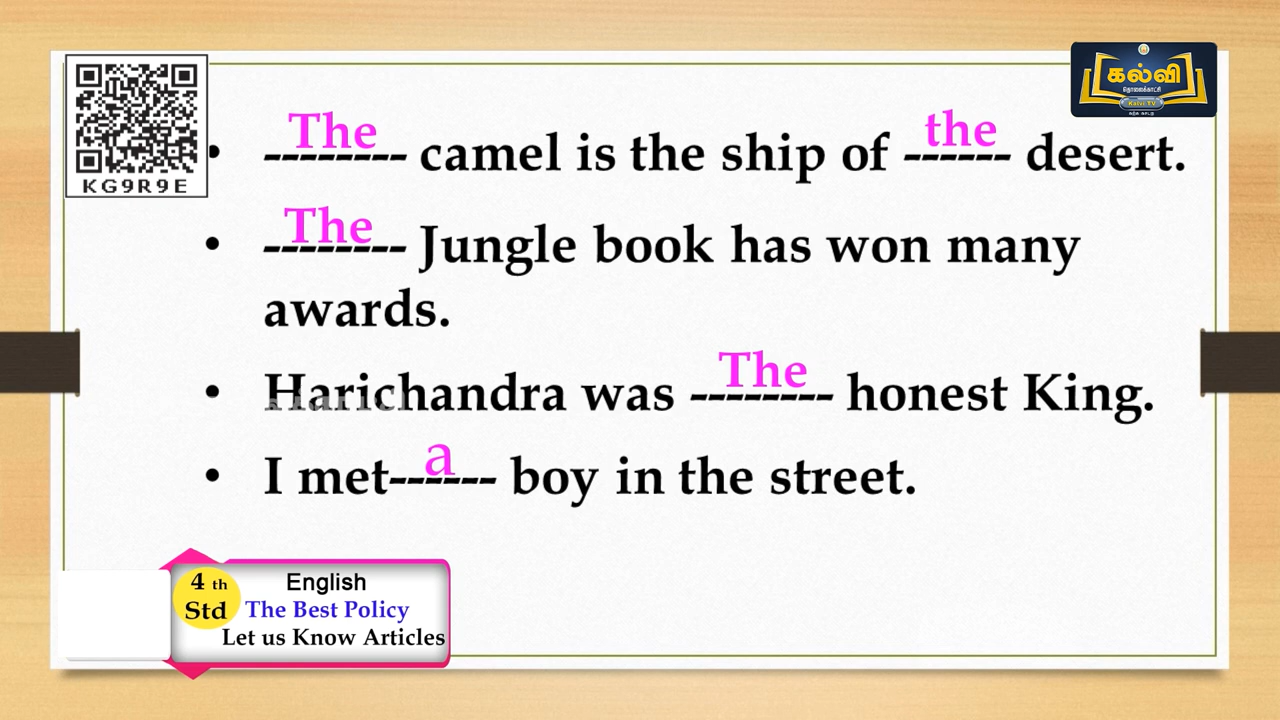 The the
-------- camel is the ship of ------ desert.
The
-------- Jungle book has won many
awards.
The
Harichandra was -------- honest King.
a
I met------ boy in the street.
KG9R9E
கல்வி
தொலைக்காட்சி
Kalvi TV
4 th
Std
English
The Best Policy
Let us Know Articles